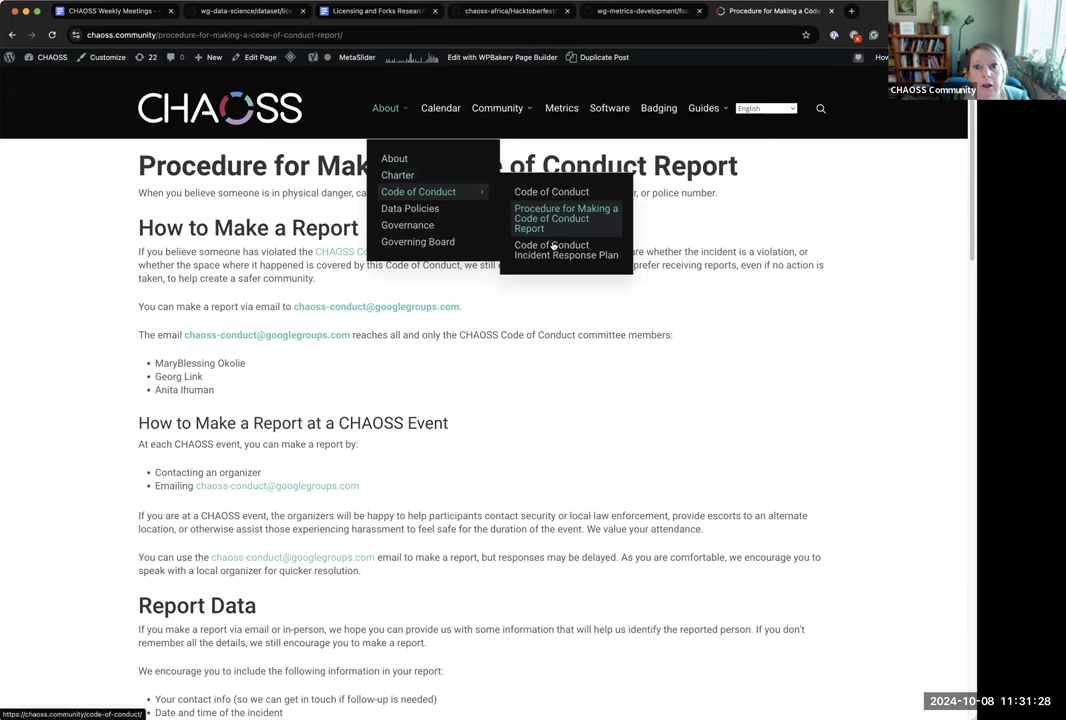 CHAOSS Weekly Meetings -
wg-data-science/dataset/lice
Licensing and Forks Research
chaoss-africa/Hacktoberfest/
wg-metrics-development/foc
Procedure for Making a Code
chaoss.community/procedure-for-making-a-code-of-conduct-report/
CHAOSS
Customize
22
0
New
Edit Page
MetaSlider
Edit with WPBakery Page Builder
Duplicate Post
CHAOSS Community
CHAOSS
About
Calendar
Community
Metrics
Software
Badging
Guides
English
About
Charter
Code of Conduct
Data Policies
Governance
Governing Board
Code of Conduct
Procedure for Making a
Code of Conduct
Report
Code of Conduct
Incident Response Plan
Procedure for Mak e of Conduct Report
When you believe someone is in physical danger, ca r, or police number.
How to Make a Report
If you believe someone has violated the CHAOS ure whether the incident is a violation, or
whether the space where it happened is covered by this Code of Conduct, we still prefer receiving reports, even if no action is
taken, to help create a safer community.
You can make a report via email to chaoss-conduct@googlegroups.com.
The email chaoss-conduct@googlegroups.com reaches all and only the CHAOSS Code of Conduct committee members:
• MaryBlessing Okolie
• Georg Link
• Anita Ihuman
How to Make a Report at a CHAOSS Event
At each CHAOSS event, you can make a report by:
• Contacting an organizer
• Emailing chaoss-conduct@googlegroups.com
If you are at a CHAOSS event, the organizers will be happy to help participants contact security or local law enforcement, provide escorts to an alternate
location, or otherwise assist those experiencing harassment to feel safe for the duration of the event. We value your attendance.
You can use the chaoss-conduct@googlegroups.com email to make a report, but responses may be delayed. As you are comfortable, we encourage you to
speak with a local organizer for quicker resolution.
Report Data
If you make a report via email or in-person, we hope you can provide us with some information that will help us identify the reported person. If you don't
remember all the details, we still encourage you to make a report.
We encourage you to include the following information in your report:
• Your contact info (so we can get in touch if follow-up is needed)
• Date and time of the incident
https://chaoss.community/code-of-conduct/
2024-10-08 11:31:28